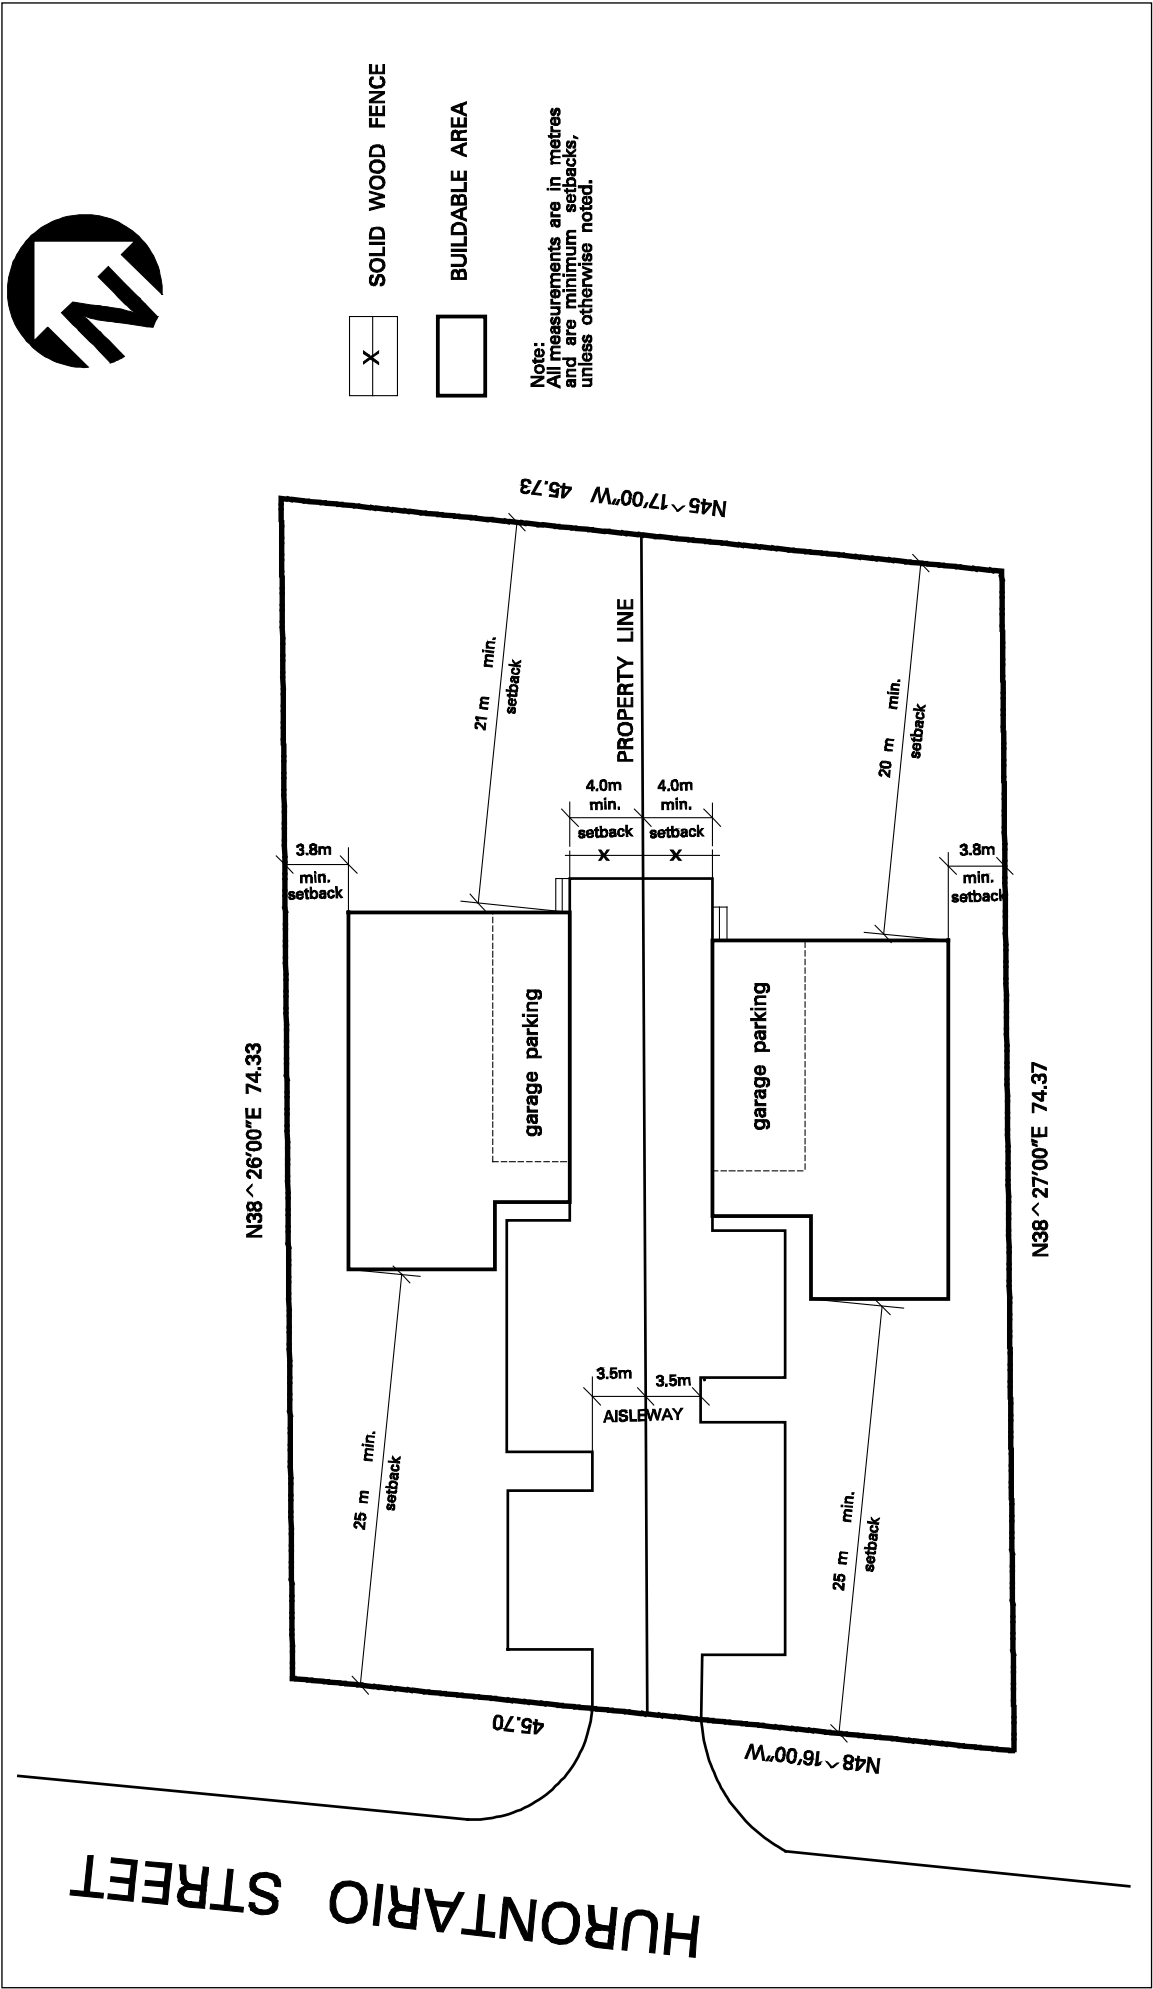 N
SOLID WOOD FENCE
X
BUILDABLE AREA
Note:
All measurements are in metres
and are minimum setbacks,
unless otherwise noted.
N45^17'00"W 45.73
21 m min.
setback
PROPERTY LINE
20 m min.
setback
4.0m
min.
setback
4.0m
min.
setback
X
X
3.8m
min.
setback
3.8m
min.
setback
garage parking
garage parking
N38^26'00"E 74.33
N38^27'00"E 74.37
3.5m
3.5m
AISLEWAY
25 m min.
setback
25 m min.
setback
45.70
N48^16'00"W
HURONTARIO STREET